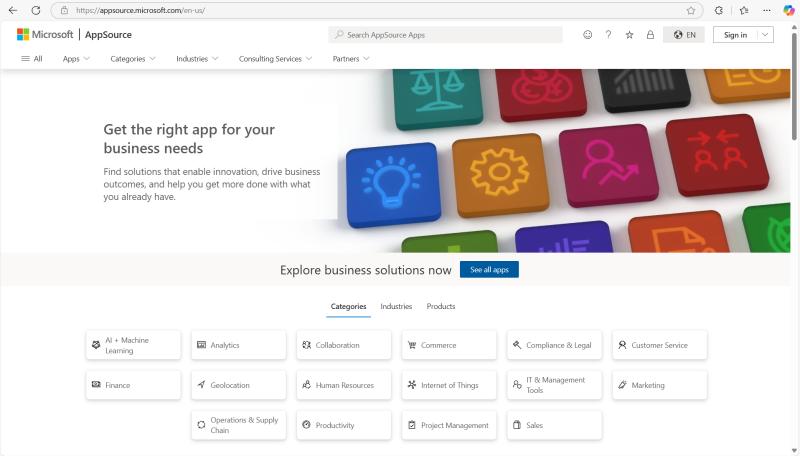 https://appsource.microsoft.com/en-us/
Microsoft | AppSource
Search AppSource Apps
EN
Sign in
All
Apps
Categories
Industries
Consulting Services
Partners
Get the right app for your
business needs
Find solutions that enable innovation, drive business
outcomes, and help you get more done with what
you already have.
Explore business solutions now
See all apps
Categories
Industries
Products
AI + Machine
Learning
Analytics
Collaboration
Commerce
Compliance & Legal
Customer Service
Finance
Geolocation
Human Resources
Internet of Things
IT & Management
Tools
Marketing
Operations & Supply
Chain
Productivity
Project Management
Sales